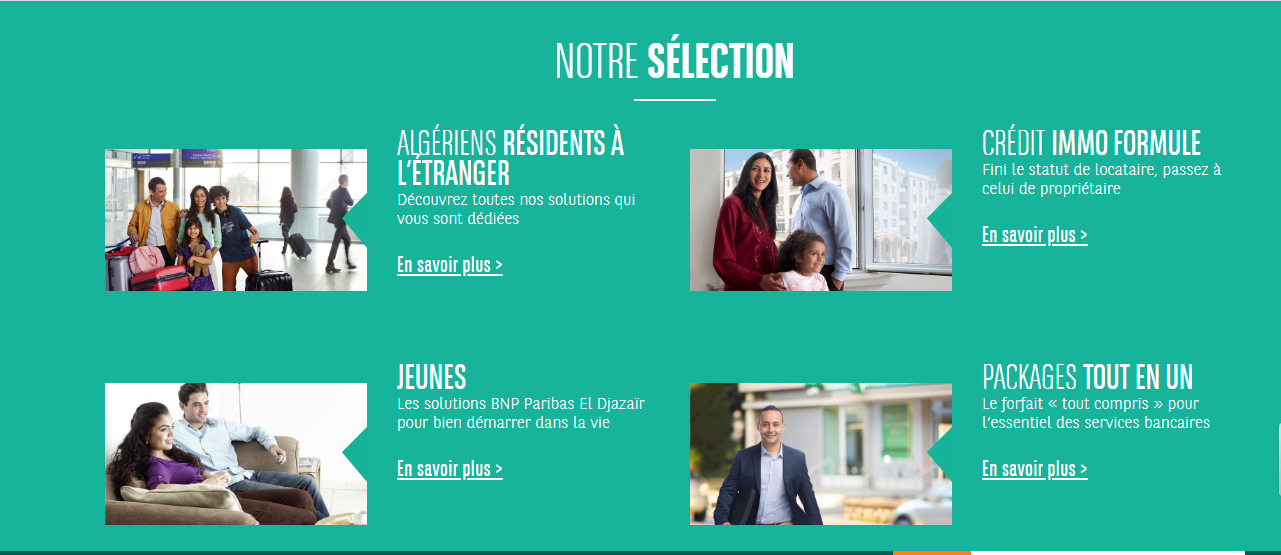 NOTRE SÉLECTION
ALGÉRIENS RÉSIDENTS À
L'ÉTRANGER
Découvrez toutes nos solutions qui
vous sont dédiées
En savoir plus >
CRÉDIT IMMO FORMULE
Fini le statut de locataire, passez à
celui de propriétaire
En savoir plus >
JEUNES
Les solutions BNP Paribas El Djazaïr
pour bien démarrer dans la vie
En savoir plus >
PACKAGES TOUT EN UN
Le forfait « tout compris » pour
l'essentiel des services bancaires
En savoir plus >